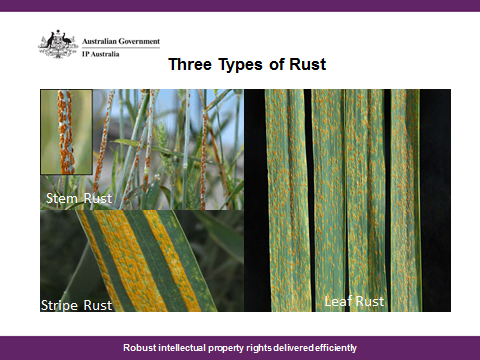 Australian Government
IP Australia
Three Types of Rust
Stem Rust
Stripe Rust
Leaf Rust
Robust intellectual property rights delivered efficiently